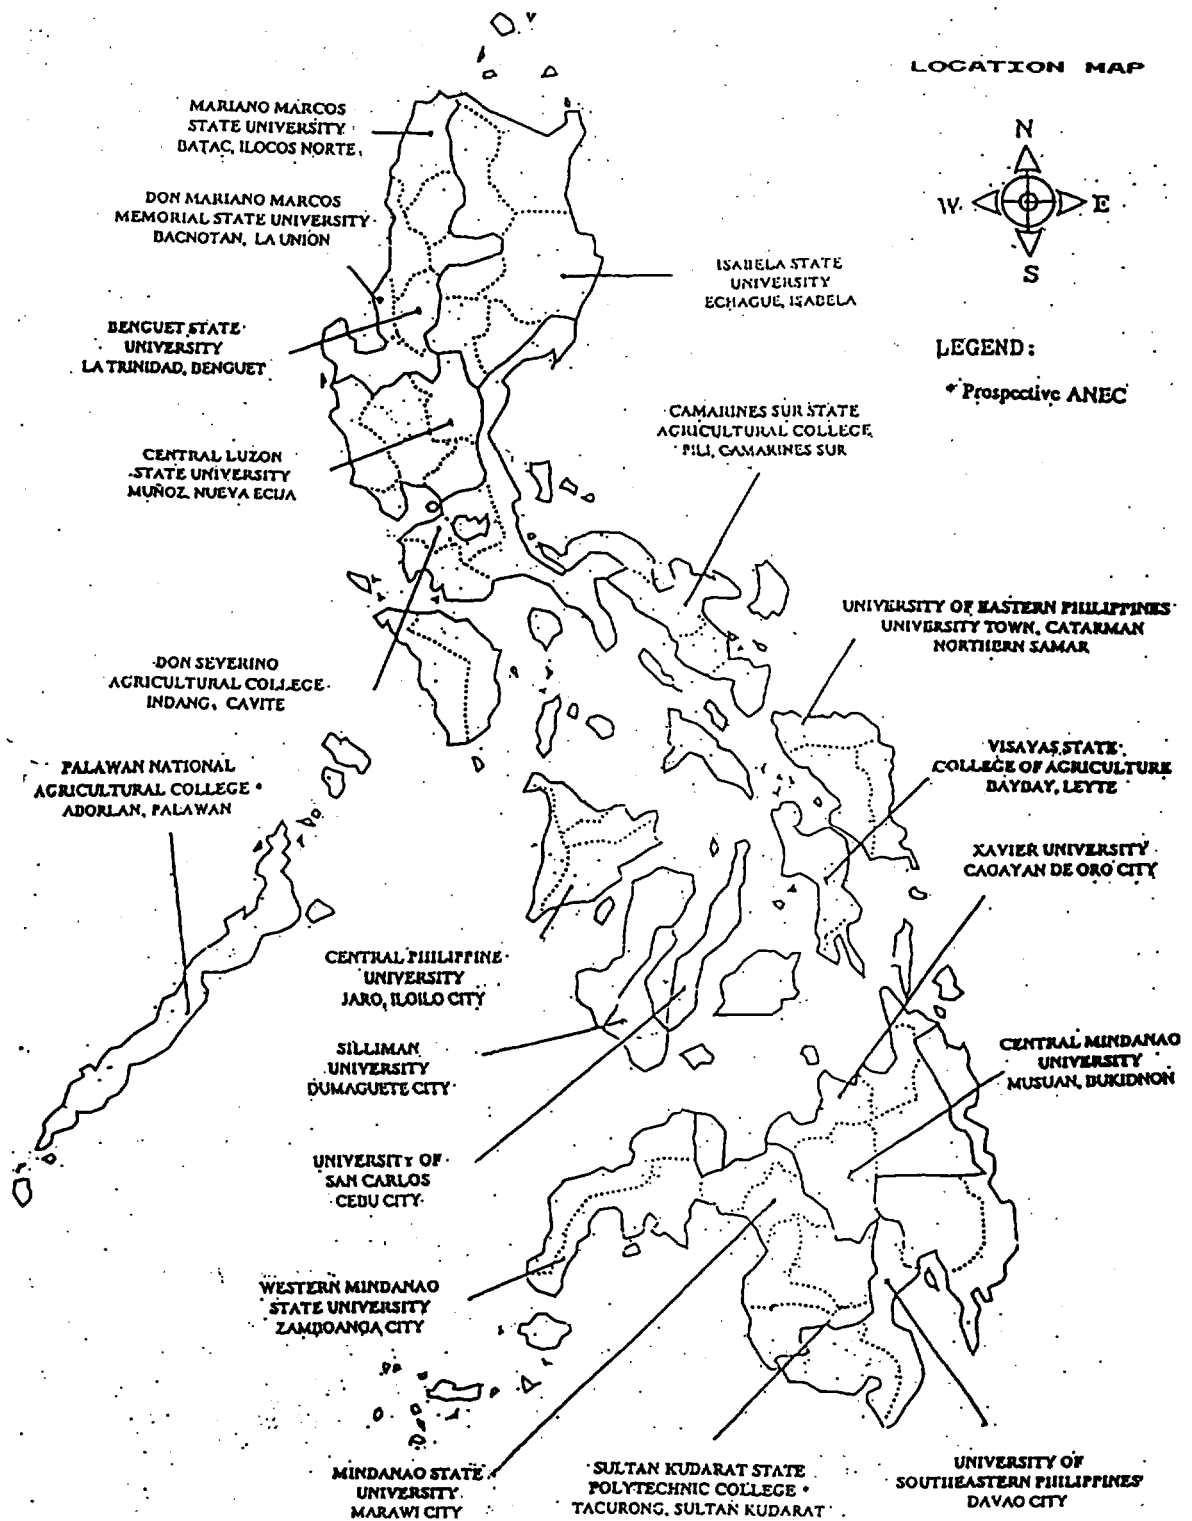 LOCATION MAP
N
W
E
S
LEGEND:
* Prospective ANEC
MARIANO MARCOS
STATE UNIVERSITY
BATAC, ILOCOS NORTE
DON MARIANO MARCOS
MEMORIAL STATE UNIVERSITY
BACNOTAN, LA UNION
ISABELA STATE
UNIVERSITY
ECHAGUE, ISABELA
BENGUET STATE
UNIVERSITY
LA TRINIDAD, BENGUET
CAMARINES SUR STATE
AGRICULTURAL COLLEGE
PILI, CAMARINES SUR
CENTRAL LUZON
STATE UNIVERSITY
MUÑOZ, NUEVA ECIJA
UNIVERSITY OF EASTERN PHILIPPINES
UNIVERSITY TOWN, CATARMAN
NORTHERN SAMAR
DON SEVERINO
AGRICULTURAL COLLEGE
INDANG, CAVITE
PALAWAN NATIONAL
AGRICULTURAL COLLEGE *
ABORLAN, PALAWAN
VISAYAS STATE
COLLEGE OF AGRICULTURE
BAYBAY, LEYTE
XAVIER UNIVERSITY
CAGAYAN DE ORO CITY
CENTRAL PHILIPPINE
UNIVERSITY
JARO, ILOILO CITY
SILLIMAN
UNIVERSITY
DUMAGUETE CITY
CENTRAL MINDANAO
UNIVERSITY
MUSUAN, BUKIDNON
UNIVERSITY OF
SAN CARLOS
CEBU CITY
WESTERN MINDANAO
STATE UNIVERSITY
ZAMBOANGA CITY
MINDANAO STATE
UNIVERSITY
MARAWI CITY
SULTAN KUDARAT STATE
POLYTECHNIC COLLEGE *
TACURONG, SULTAN KUDARAT
UNIVERSITY OF
SOUTHEASTERN PHILIPPINES
DAVAO CITY